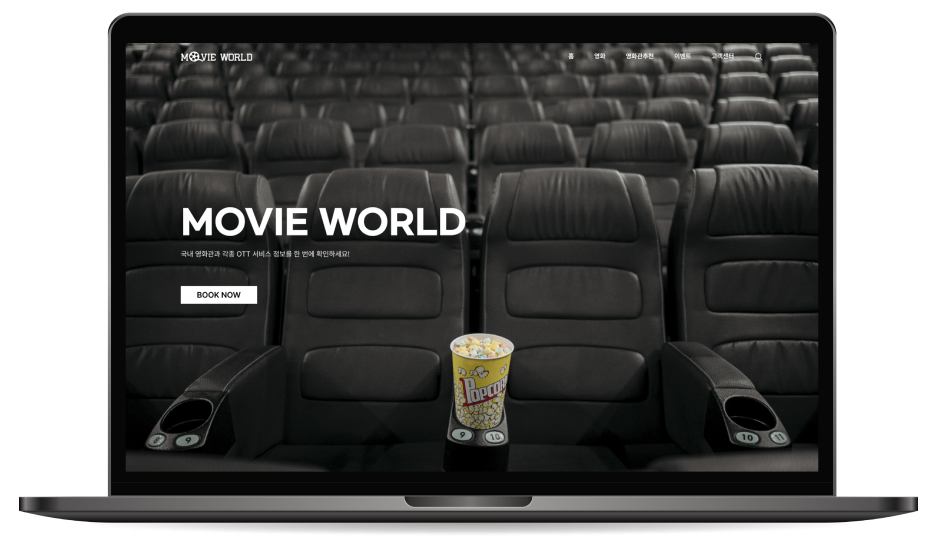 MOVIE WORLD
홈 영화 영화관추천 이벤트 고객센터
MOVIE WORLD
국내 영화관과 각종 OTT 서비스 정보를 한 번에 확인하세요!
BOOK NOW
Popcorn
8 9
9 10
10 11